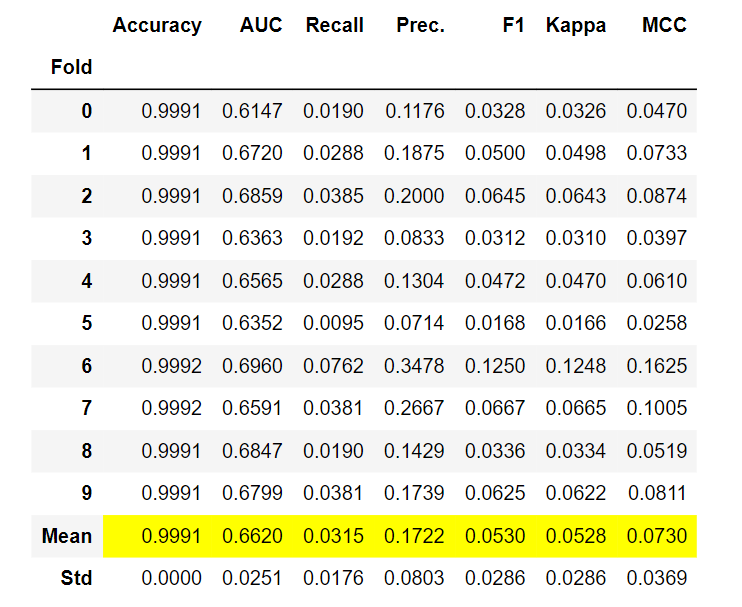 Accuracy AUC Recall Prec. F1 Kappa MCC
Fold
0 0.9991 0.6147 0.0190 0.1176 0.0328 0.0326 0.0470
1 0.9991 0.6720 0.0288 0.1875 0.0500 0.0498 0.0733
2 0.9991 0.6859 0.0385 0.2000 0.0645 0.0643 0.0874
3 0.9991 0.6363 0.0192 0.0833 0.0312 0.0310 0.0397
4 0.9991 0.6565 0.0288 0.1304 0.0472 0.0470 0.0610
5 0.9991 0.6352 0.0095 0.0714 0.0168 0.0166 0.0258
6 0.9992 0.6960 0.0762 0.3478 0.1250 0.1248 0.1625
7 0.9992 0.6591 0.0381 0.2667 0.0667 0.0665 0.1005
8 0.9991 0.6847 0.0190 0.1429 0.0336 0.0334 0.0519
9 0.9991 0.6799 0.0381 0.1739 0.0625 0.0622 0.0811
Mean 0.9991 0.6620 0.0315 0.1722 0.0530 0.0528 0.0730
Std 0.0000 0.0251 0.0176 0.0803 0.0286 0.0286 0.0369